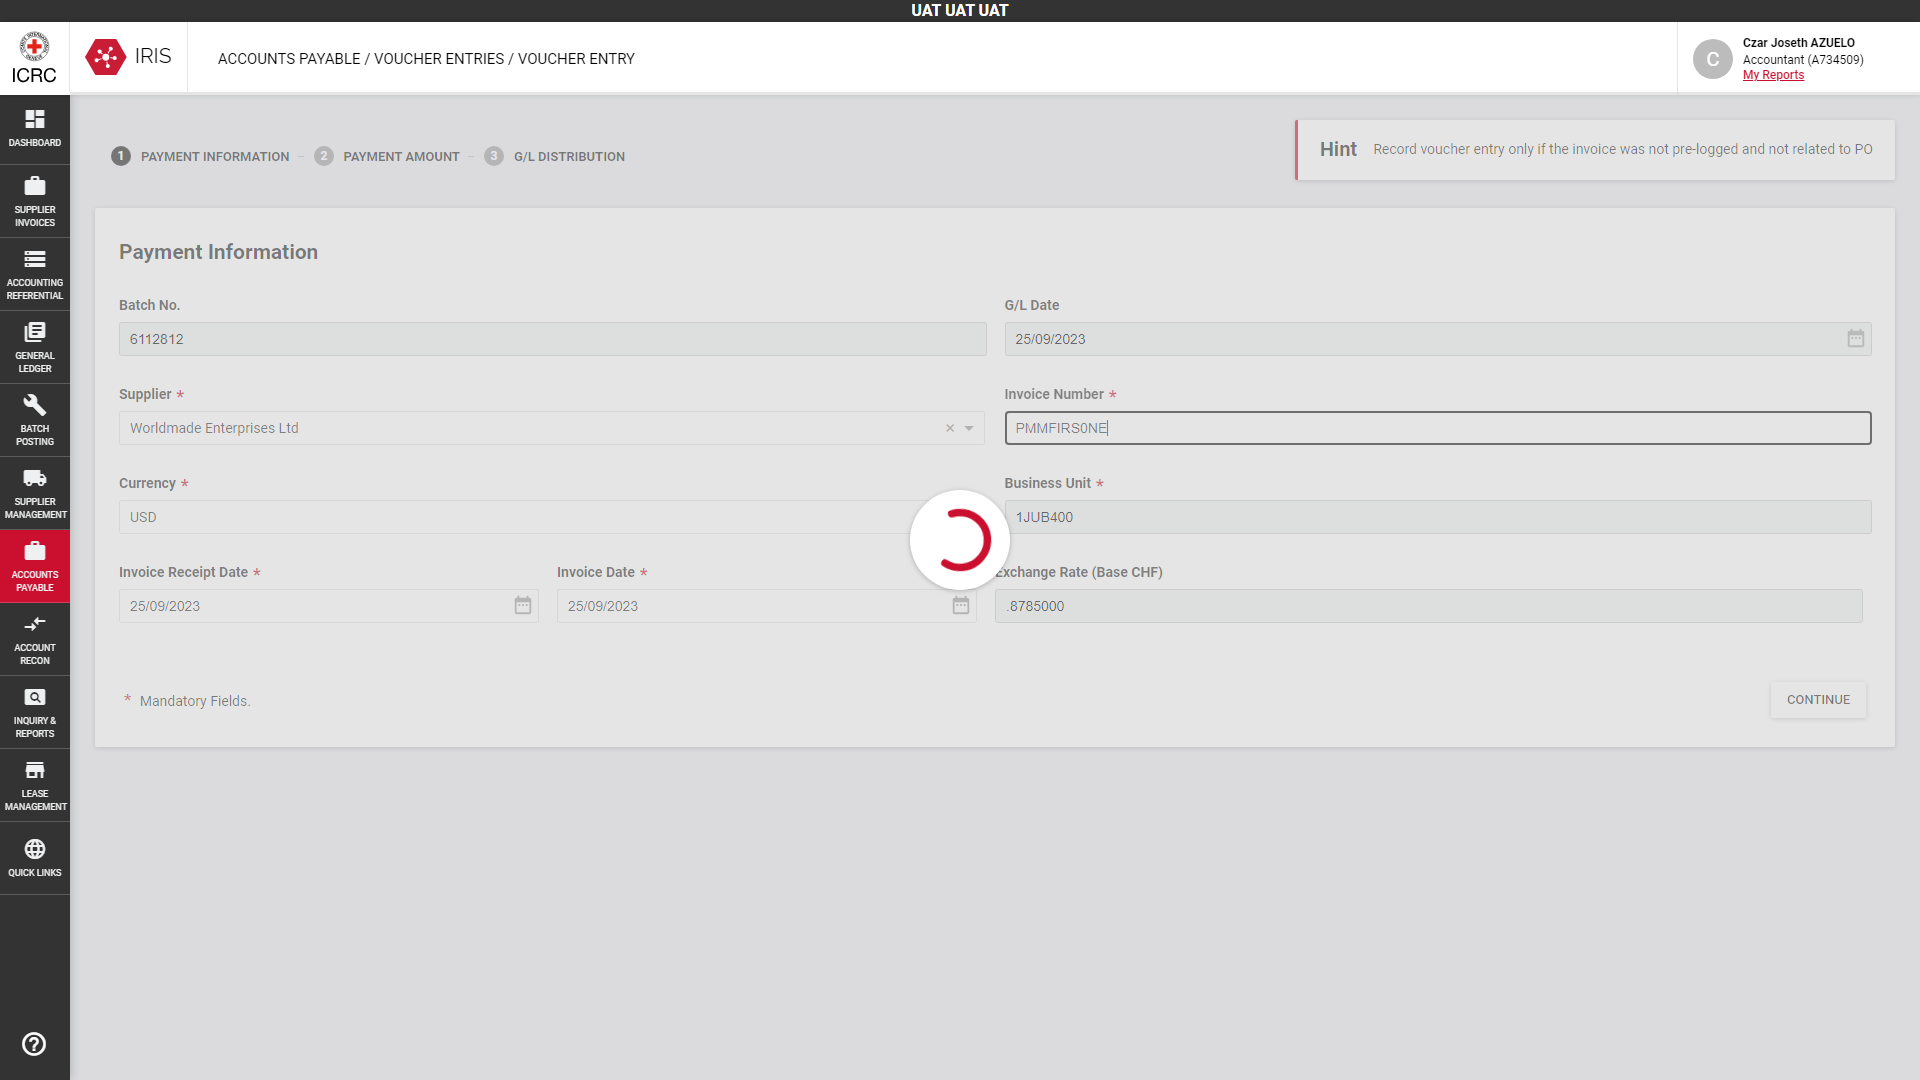 UAT UAT UAT
ICRC
IRIS
ACCOUNTS PAYABLE / VOUCHER ENTRIES / VOUCHER ENTRY
C
Czar Joseth AZUELO
Accountant (A734509)
My Reports
DASHBOARD
SUPPLIER
INVOICES
ACCOUNTING
REFERENTIAL
GENERAL
LEDGER
BATCH
POSTING
SUPPLIER
MANAGEMENT
ACCOUNTS
PAYABLE
ACCOUNT
RECON
INQUIRY &
REPORTS
LEASE
MANAGEMENT
QUICK LINKS
1 PAYMENT INFORMATION – 2 PAYMENT AMOUNT – 3 G/L DISTRIBUTION
Hint Record voucher entry only if the invoice was not pre-logged and not related to PO
Payment Information
Batch No.
6112812
G/L Date
25/09/2023
Supplier *
Worldmade Enterprises Ltd
Invoice Number *
PMMFIRS0NE
Currency *
USD
Business Unit *
1JUB400
Invoice Receipt Date *
25/09/2023
Invoice Date *
25/09/2023
Exchange Rate (Base CHF)
.8785000
* Mandatory Fields.
CONTINUE